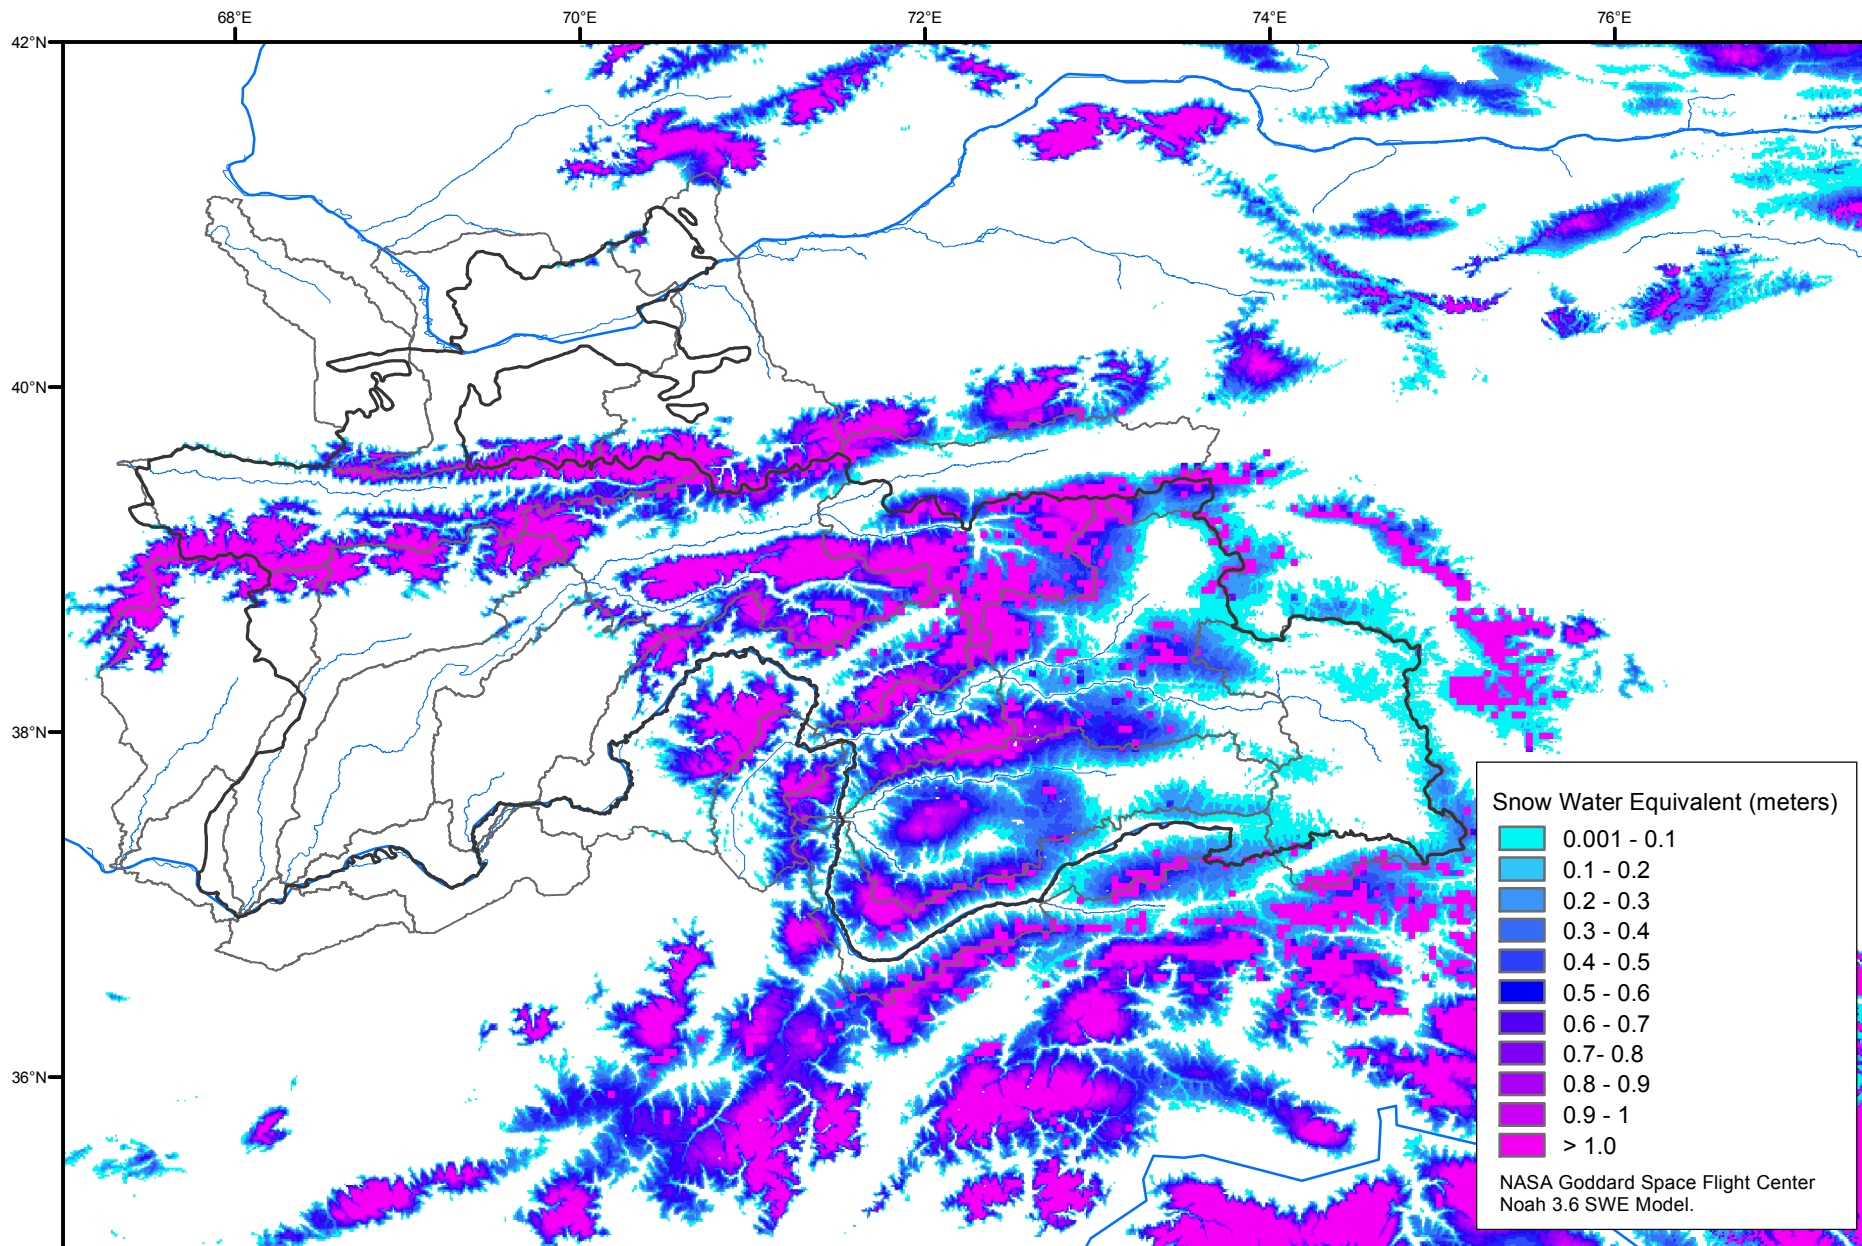 68°E 70°E 72°E 74°E 76°E
42°N
40°N
38°N
36°N
Snow Water Equivalent (meters)
0.001 - 0.1
0.1 - 0.2
0.2 - 0.3
0.3 - 0.4
0.4 - 0.5
0.5 - 0.6
0.6 - 0.7
0.7- 0.8
0.8 - 0.9
0.9 - 1
> 1.0
NASA Goddard Space Flight Center
Noah 3.6 SWE Model.